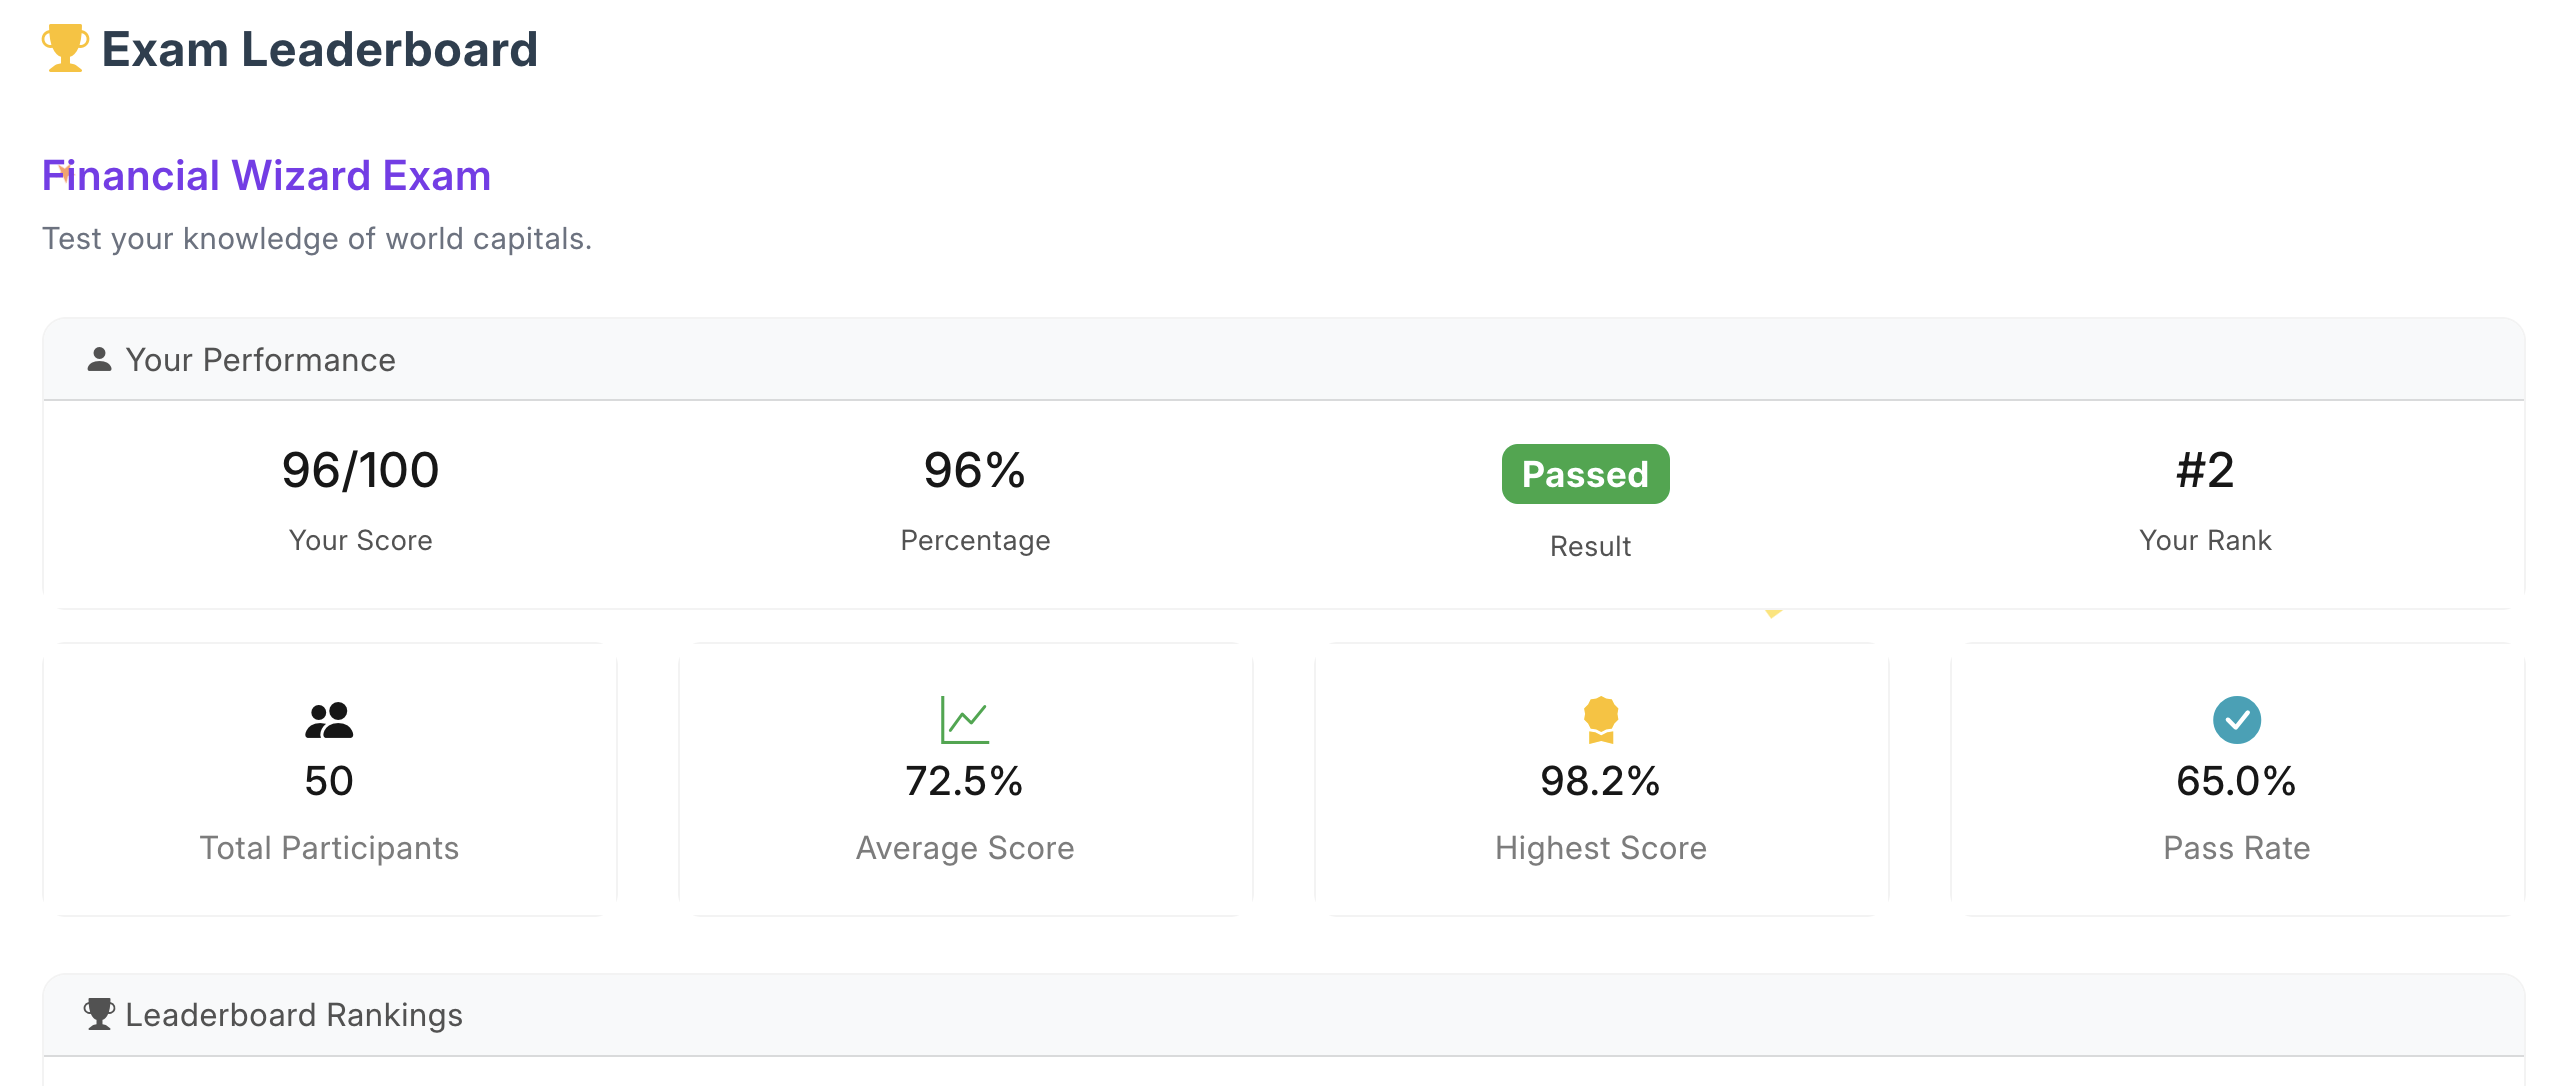 Exam Leaderboard
Financial Wizard Exam
Test your knowledge of world capitals.
Your Performance
96/100
Your Score
96%
Percentage
Passed
Result
#2
Your Rank
50
Total Participants
72.5%
Average Score
98.2%
Highest Score
65.0%
Pass Rate
Leaderboard Rankings